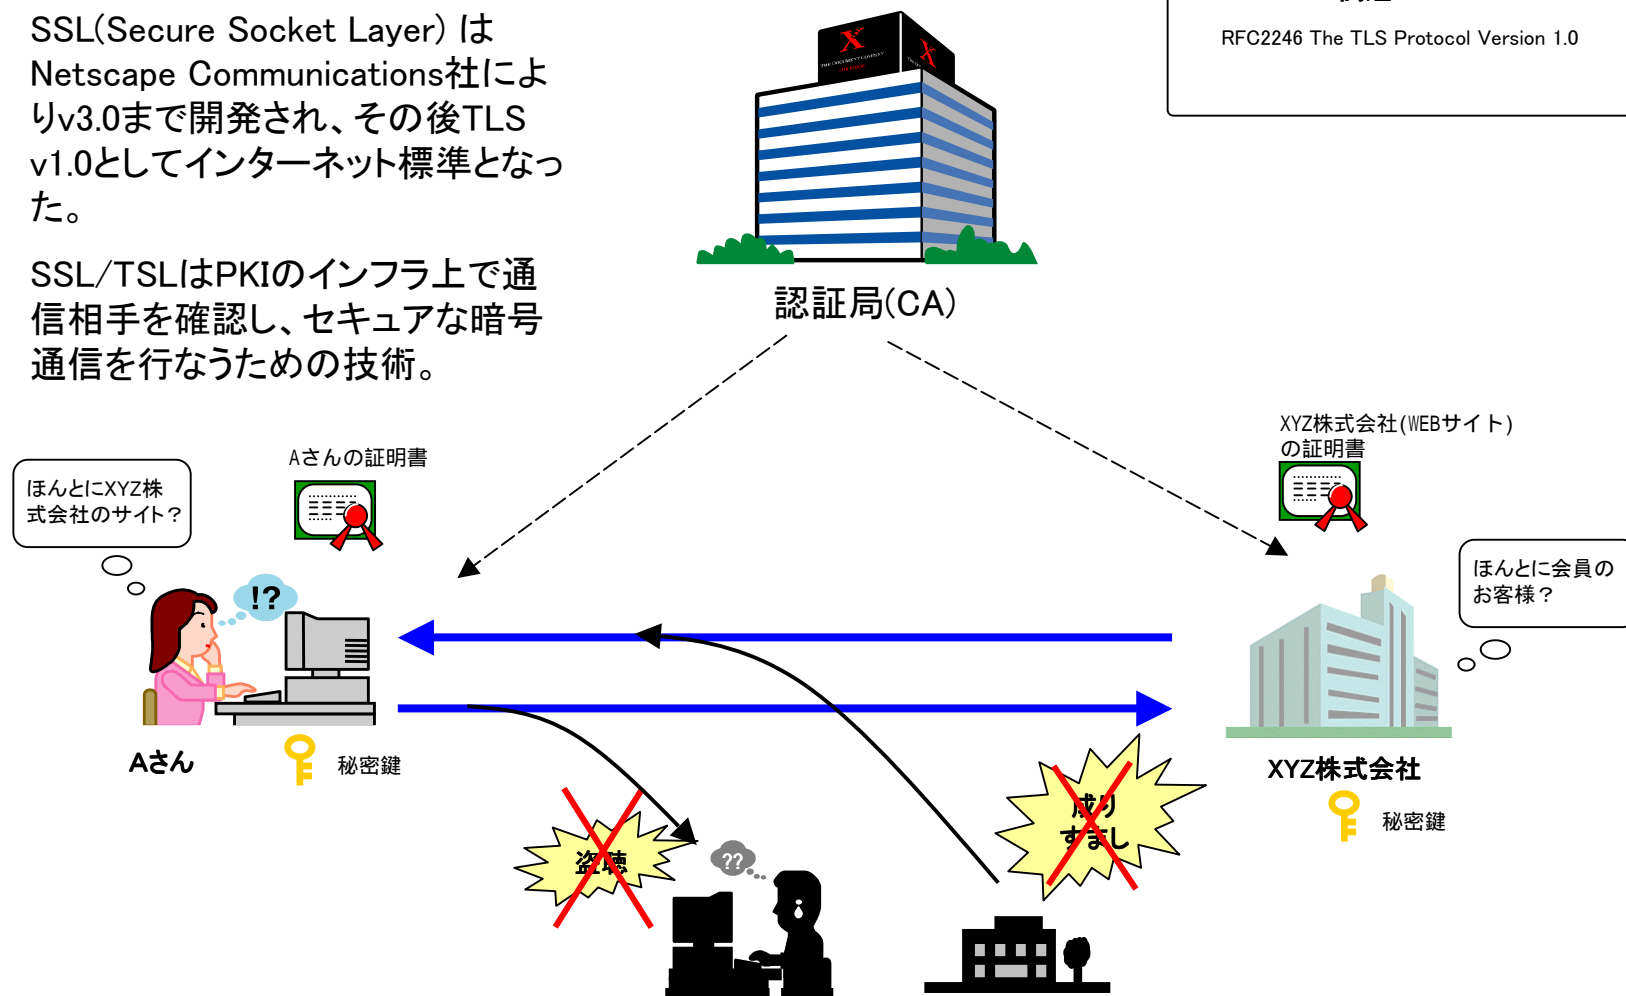 SSL(Secure Socket Layer) は
Netscape Communications社によ
りv3.0まで開発され、その後TLS
v1.0としてインターネット標準となっ
た。
SSL/TSLはPKIのインフラ上で通
信相手を確認し、セキュアな暗号
通信を行なうための技術。
RFC2246 The TLS Protocol Version 1.0
X
THE DOCUMENT COMPANY
X
認証局(CA)
XYZ株式会社(WEBサイト)
の証明書
Aさんの証明書
ほんとにXYZ株
式会社のサイト?
ほんとに会員の
お客様?
!?
Aさん
秘密鍵
XYZ株式会社
秘密鍵
成り
すまし
盗聴
??